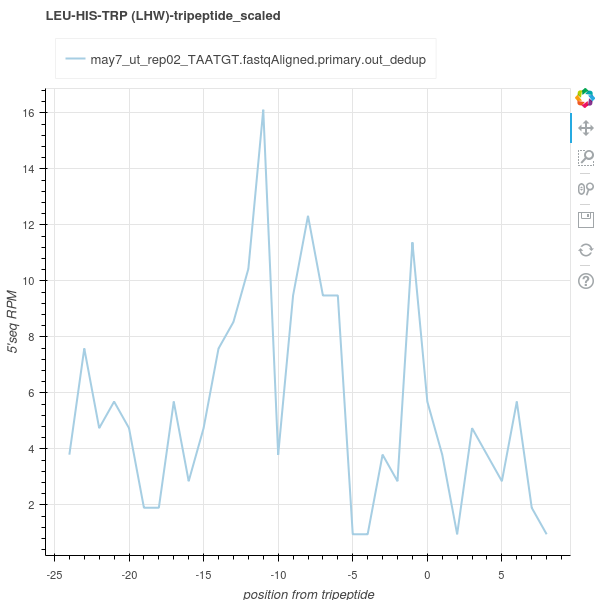 LEU-HIS-TRP (LHW)-tripeptide_scaled
may7_ut_rep02_TAATGT.fastqAligned.primary.out_dedup
16
14
12
10
8
6
4
2
5'seq RPM
-25 -20 -15 -10 -5 0 5
position from tripeptide